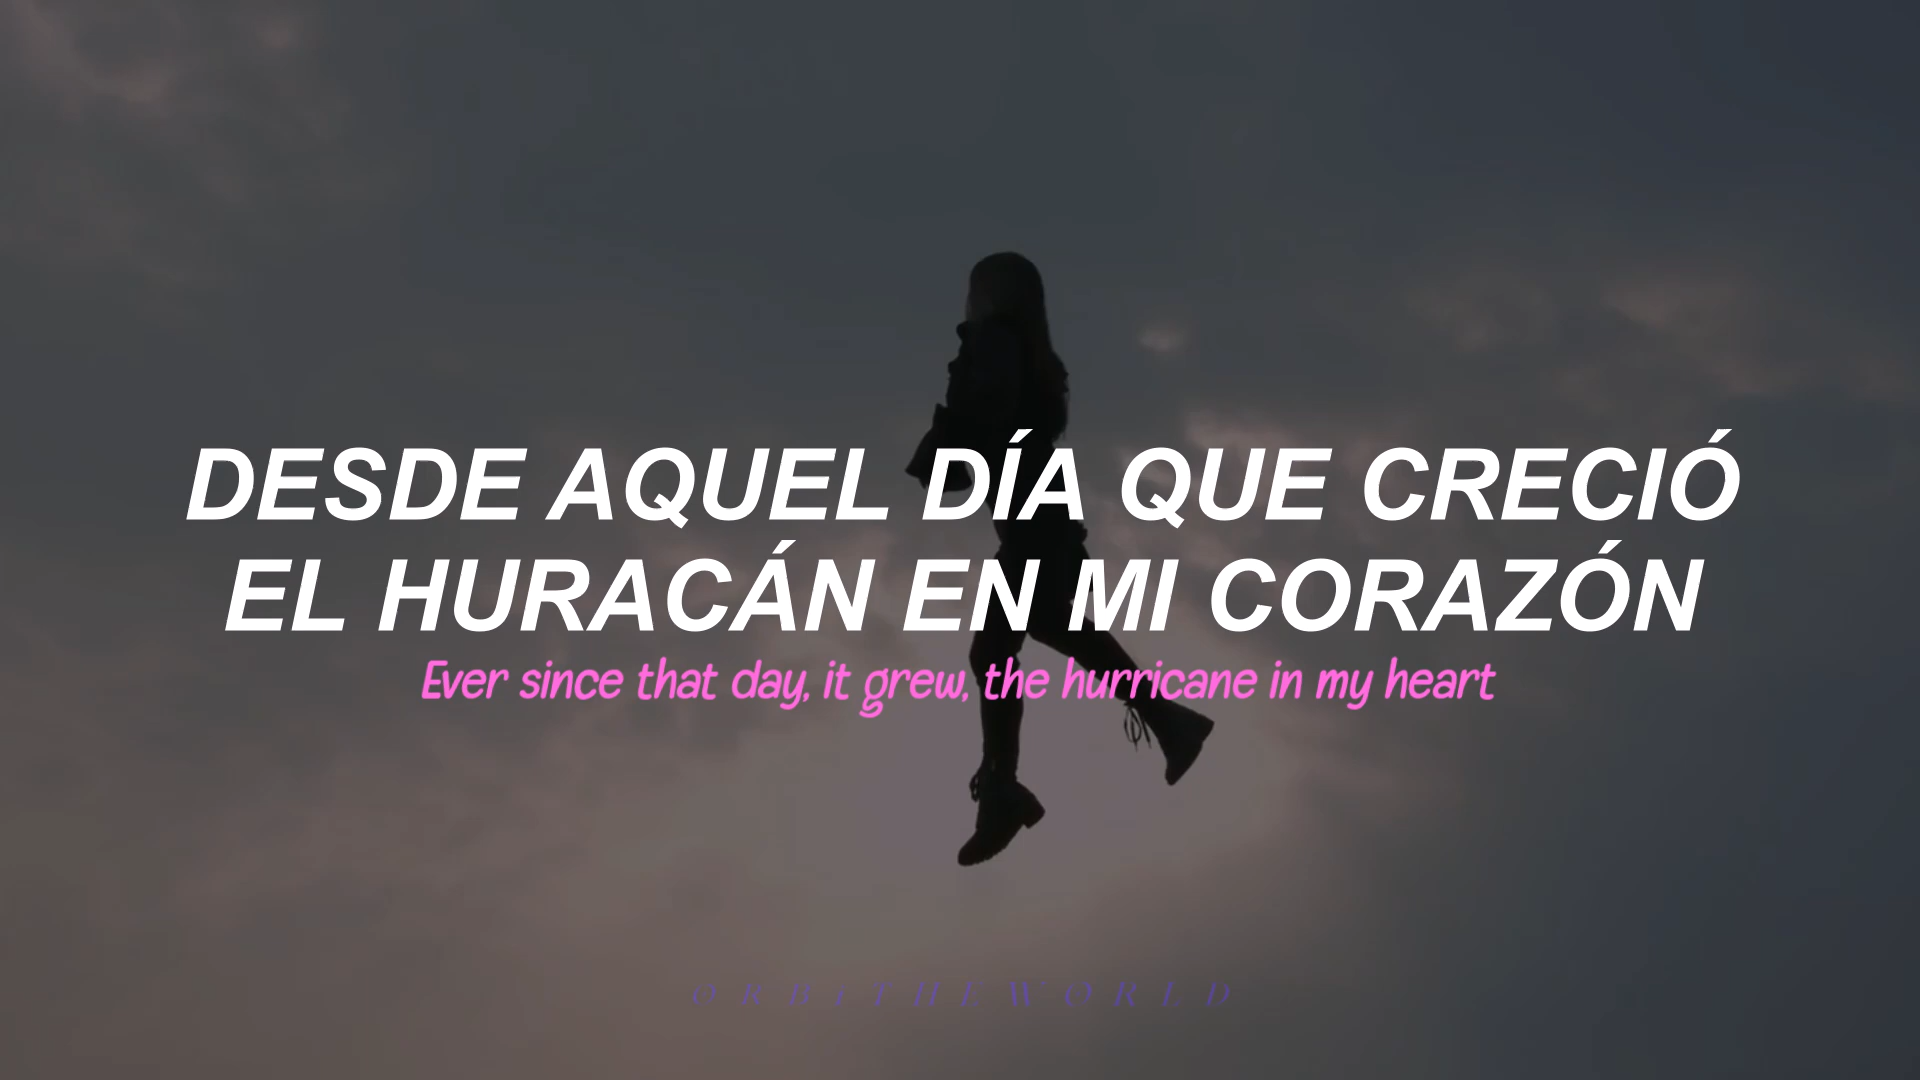 DESDE AQUEL DÍA QUE CRECIÓ
EL HURACÁN EN MI CORAZÓN
Ever since that day, it grew, the hurricane in my heart
ORBiTHEWORLD